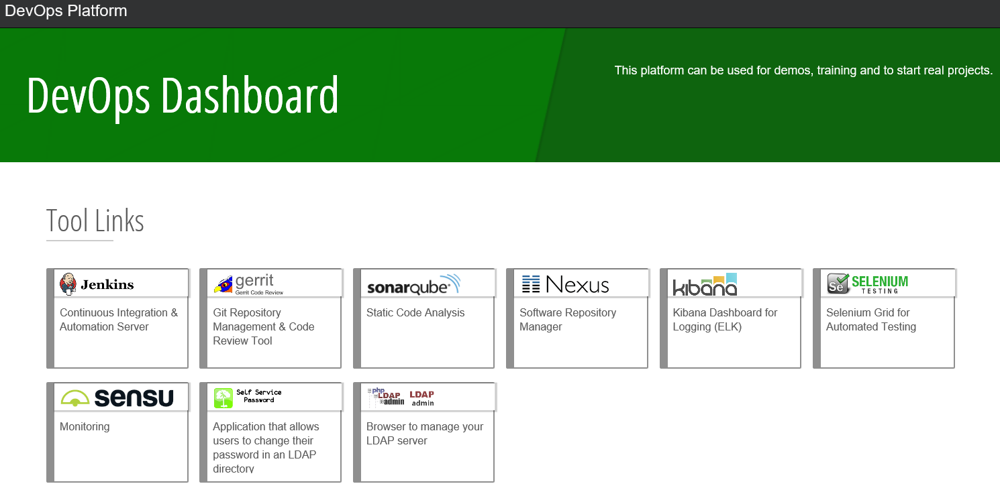 DevOps Platform
DevOps Dashboard
This platform can be used for demos, training and to start real projects.
Tool Links
Jenkins
Continuous Integration &
Automation Server
gerrit
Gerrit Code Review
Git Repository
Management & Code
Review Tool
sonarqube
Static Code Analysis
Nexus
Software Repository
Manager
kibana
Kibana Dashboard for
Logging (ELK)
Se
SELENIUM
TESTING
Selenium Grid for
Automated Testing
sensu
Monitoring
Self Service
Password
Application that allows
users to change their
password in an LDAP
directory
php
LDAP
admin
LDAP
admin
Browser to manage your
LDAP server